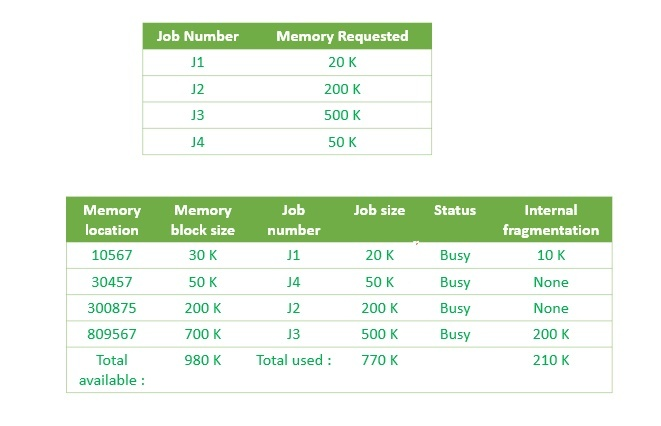 Job Number Memory Requested
J1 20 K
J2 200 K
J3 500 K
J4 50 K
Memory location Memory block size Job number Job size Status Internal fragmentation
10567 30 K J1 20 K Busy 10 K
30457 50 K J4 50 K Busy None
300875 200 K J2 200 K Busy None
809567 700 K J3 500 K Busy 200 K
Total available : 980 K Total used : 770 K 210 K